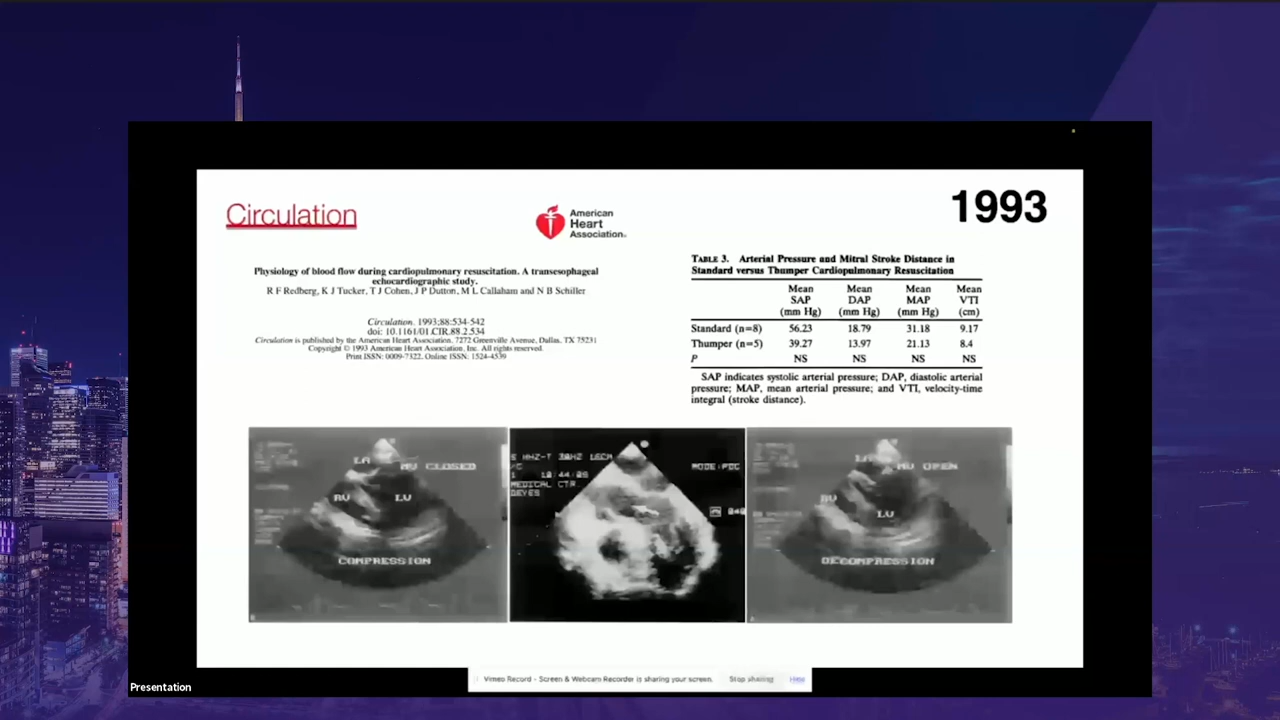 Circulation
American
Heart
Association®
1993
Physiology of blood flow during cardiopulmonary resuscitation. A transesophageal
echocardiographic study.
R F Redberg, K J Tucker, T J Cohen, J P Dutton, M L Callaham and N B Schiller
Circulation. 1993;88:534-542
doi: 10.1161/01.CIR.88.2.534
Circulation is published by the American Heart Association, 7272 Greenville Avenue, Dallas, TX 75231
Copyright © 1993 American Heart Association, Inc. All rights reserved.
Print ISSN: 0009-7322. Online ISSN: 1524-4539
TABLE 3. Arterial Pressure and Mitral Stroke Distance in
Standard versus Thumper Cardiopulmonary Resuscitation
Mean Mean Mean Mean
SAP DAP MAP VTI
(mm Hg) (mm Hg) (mm Hg) (cm)
Standard (n=8) 56.23 18.79 31.18 9.17
Thumper (n=5) 39.27 13.97 21.13 8.4
P NS NS NS NS
SAP indicates systolic arterial pressure; DAP, diastolic arterial
pressure; MAP, mean arterial pressure; and VTI, velocity-time
integral (stroke distance).
LA MV CLOSED
RV LV
COMPRESSION
MEDICAL CTR
MV OPEN
RV
LV
DECOMPRESSION
Presentation
Vimeo Record - Screen & Webcam Recorder is sharing your screen. Stop sharing Hide